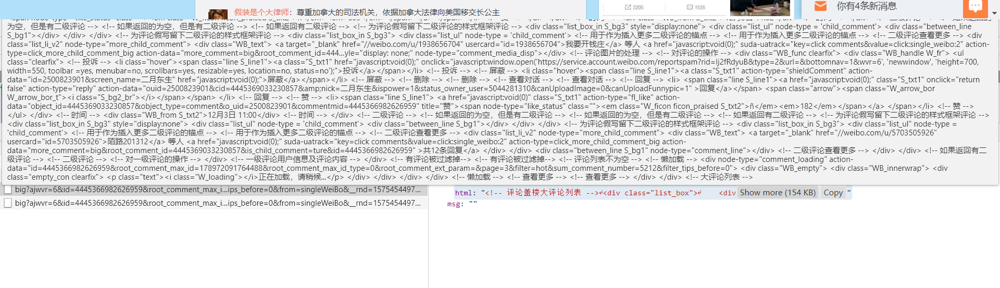 假装是个大律师：尊重加拿大的司法机关，依据加拿大法律向美国移交长公主
2205
1535
你有4条新消息
为空，但是有二级评论 --> <!-- 如果返回的为空，但是有二级评论 --> <!-- 如果返回有二级评论 --> <!-- 为评论假写留下二级评论的样式框架评论 --> <div class="list_box_in S_bg3" style="display:none"> <div class="list_ul" node-type = 'child_comment'> <div class="between_line
S_bg1"></div> </div> </div> <!-- 为评论假写留下二级评论的样式框架评论 --> <div class="list_box_in S_bg3"> <div class="list_ul" node-type = 'child_comment'> <!-- 用于作为插入更多二级评论的锚点 --> <!-- 用于作为插入更多二级评论的锚点 --> <!-- 二级评论查看更多 --> <div
class="list_li_v2" node-type="more_child_comment"> <div class="WB_text"> <a target="_blank" href="//weibo.com/u/1938656704" usercard="id=1938656704">我要开钱庄</a> 等人 <a href="javascript:void(0);" suda-uatrack="key=click comments&value=click:single_weibo:2" action-
type=click_more_child_comment_big action-data="more_comment=big&root_comment_id=444...yle="display: none;" node-type="comment_media_disp"></div> <!-- 评论图片的处理 --> <!-- 对评论的操作 --> <div class="WB_func clearfix"> <div class="WB_handle W_fr"> <ul
class="clearfix"> <!-- 投诉 --> <li class="hover"><span class="line S_line1"><a class="S_txt1" href="javascript:void(0);" onclick="javascript:window.open('https://service.account.weibo.com/reportspam?rid=Ij2fRdyuB&type=2&url=&bottomnav=1&wvr=6', 'newwindow', 'height=700,
width=550, toolbar =yes, menubar=no, scrollbars=yes, resizable=yes, location=no, status=no');">投诉</a></span></li> <!-- 投诉 --> <!-- 屏蔽 --> <li class="hover"><span class="line S_line1"><a class="S_txt1" action-type="shieldComment" action-
data="id=2500823901&screen_name=二月东生" href="javascript:void(0);">屏蔽</a></span></li> <!-- 屏蔽 --> <!-- 删除 --> <!-- 删除 --> <!-- 查看对话 --> <!-- 查看对话 --> <!-- 回复 --> <li> <span class="line S_line1"><a href="javascript:void(0);" class="S_txt1" onclick="return
false" action-type="reply" action-data="ouid=2500823901&cid=4445369033230857&amp;nick=二月东生&ispower=1&status_owner_user=5044281310&canUploadImage=0&canUploadFunnypic=1" >回复</a> <span class="arrow"><span class="W_arrow_bor
W_arrow_bor_t"><i class="S_bg2_br"></i></span></span> </li> <!-- 回复 --> <!-- 赞 --> <li><span class="line S_line1"> <a href="javascript:void(0)" class="S_txt1" action-type="fl_like" action-
data="object_id=4445369033230857&object_type=comment&o_uid=2500823901&commentmid=4445366982626959" title="赞"><span node-type="like_status" class=""><em class="W_ficon ficon_praised S_txt2">ñ</em><em>182</em></span></a> </span></li> <!-- 赞 -->
</ul> </div> <!-- 时间 --> <div class="WB_from S_txt2">12月3日 11:00</div> <!-- 时间 --> </div> <!-- 二级评论 --> <!-- 如果返回的为空，但是有二级评论 --> <!-- 如果返回的为空，但是有二级评论 --> <!-- 如果返回有二级评论 --> <!-- 为评论假写留下二级评论的样式框架评论 -->
<div class="list_box_in S_bg3" style="display:none"> <div class="list_ul" node-type = 'child_comment'> <div class="between_line S_bg1"></div> </div> </div> <!-- 为评论假写留下二级评论的样式框架评论 --> <div class="list_box_in S_bg3"> <div class="list_ul" node-type =
'child_comment'> <!-- 用于作为插入更多二级评论的锚点 --> <!-- 用于作为插入更多二级评论的锚点 --> <!-- 二级评论查看更多 --> <div class="list_li_v2" node-type="more_child_comment"> <div class="WB_text"> <a target="_blank" href="//weibo.com/u/5703505926"
usercard="id=5703505926">陌路201312</a> 等人 <a href="javascript:void(0);" suda-uatrack="key=click comments&value=click:single_weibo:2" action-type=click_more_child_comment_big action-
data="more_comment=big&root_comment_id=4445369033230857&is_child_comment=ture&id=4445366982626959" >共12条回复</a> </div> </div> <div class="between_line S_bg1" node-type="comment_line"></div> <!-- 二级评论查看更多 --> </div> </div> <!-- 如果返回有二
级评论 --> <!-- 二级评论 --> <!-- 对一级评论的操作 --> </div> <!-- 一级评论用户信息及评论内容 --> </div> <!-- 有评论被过滤掉--> <!-- 有评论被过滤掉--> <!-- 评论列表不为空 --> <!-- 懒加载 --> <div node-type="comment_loading" action-
data="id=4445366982626959&root_comment_max_id=178972091764488&root_comment_max_id_type=0&root_comment_ext_param=&page=3&filter=hot&sum_comment_number=5212&filter_tips_before=0"> <div class="WB_empty"> <div class="WB_innerwrap"> <div
class="empty_con clearfix"> <p class="text"><i class="W_loading"></i>正在加载，请稍候...</p> </div> </div> </div> </div> <!-- 懒加载 --> <!-- 查看更多 --> <!-- 查看更多 --> </div> </div> <!-- 大评论列表 -->
big?ajwvr=6&id=4445366982626959&root_comment_max_i...ips_before=0&from=singleWeiBo&__rnd=1575454497...
html: "<!-- 评论盖楼大评论列表 -->↵<div class="list_box">↵    <div Show more (154 KB) Copy "
big?ajwvr=6&id=4445366982626959&root_comment_max_i...ips_before=0&from=singleWeiBo&__rnd=1575454497...
msg: ""